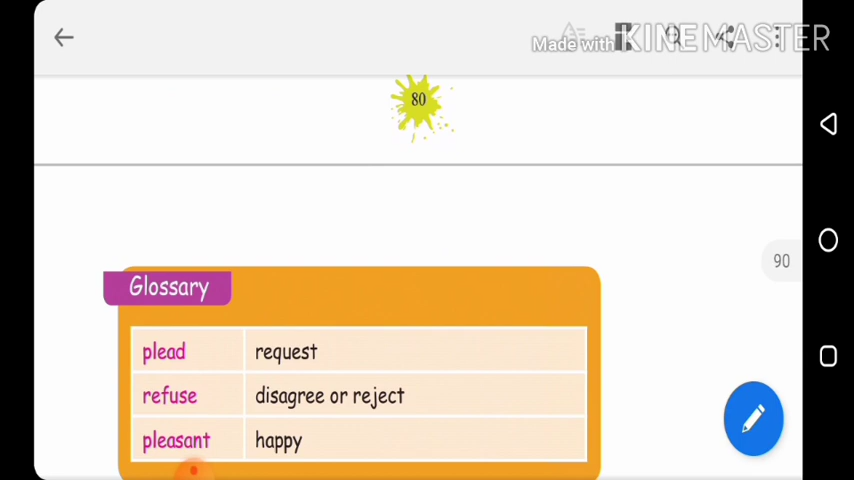 Made with KINEMASTER
80
90
Glossary
plead request
refuse disagree or reject
pleasant happy